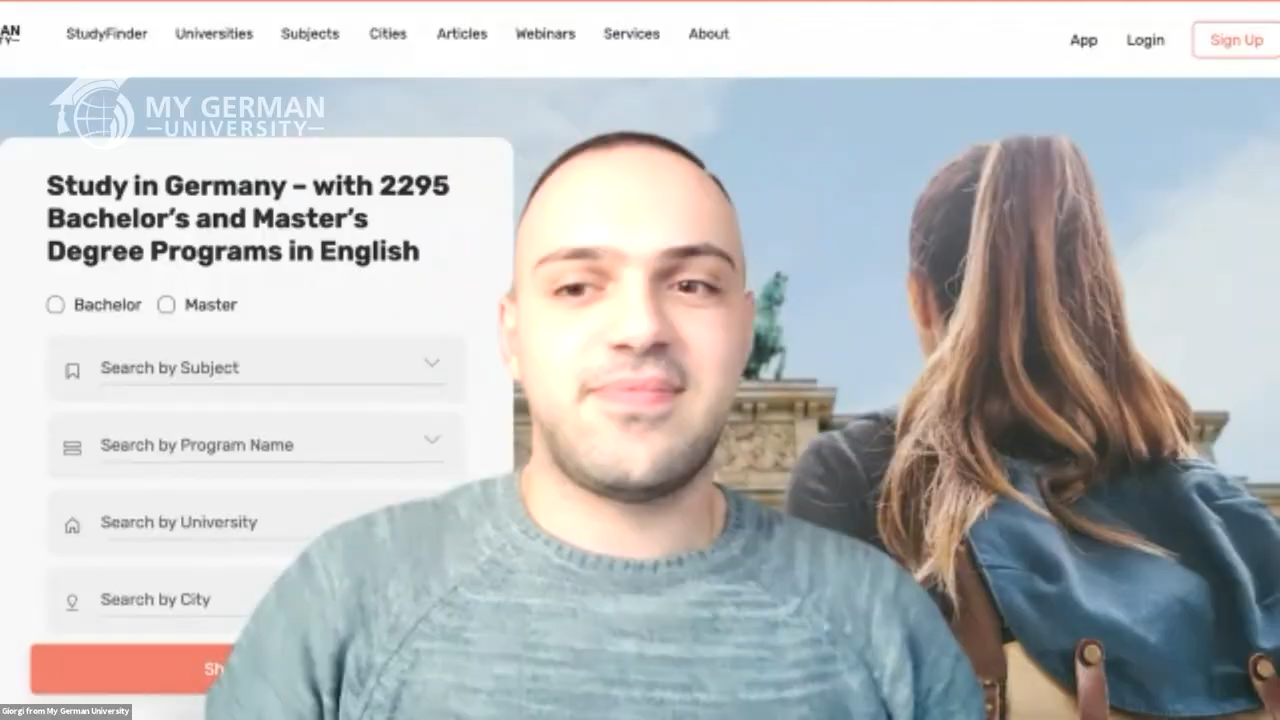 AN
StudyFinder Universities Subjects Cities Articles Webinars Services About
App Login Sign Up
MY GERMAN
UNIVERSITY
Study in Germany – with 2295
Bachelor’s and Master’s
Degree Programs in English
Bachelor Master
Search by Subject
Search by Program Name
Search by University
Search by City
Sh
Giorgi from My German University